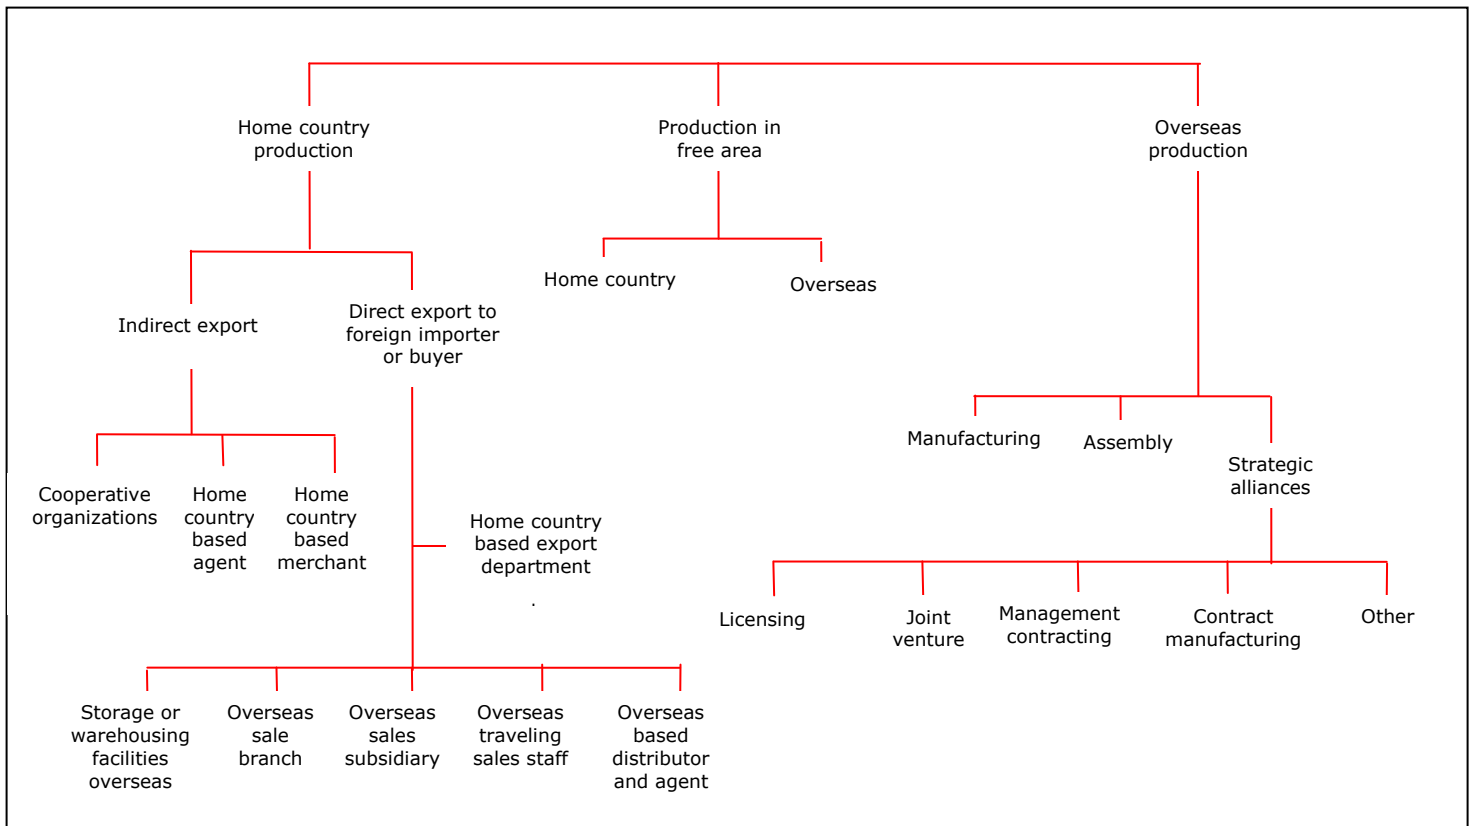 Home country
production
Production in
free area
Overseas
production
Home country
Overseas
Indirect export
Direct export to
foreign importer
or buyer
Manufacturing
Assembly
Strategic
alliances
Cooperative
organizations
Home
country
based
agent
Home
country
based
merchant
Home country
based export
department
.
Licensing
Joint
venture
Management
contracting
Contract
manufacturing
Other
Storage or
warehousing
facilities
overseas
Overseas
sale
branch
Overseas
sales
subsidiary
Overseas
traveling
sales staff
Overseas
based
distributor
and agent